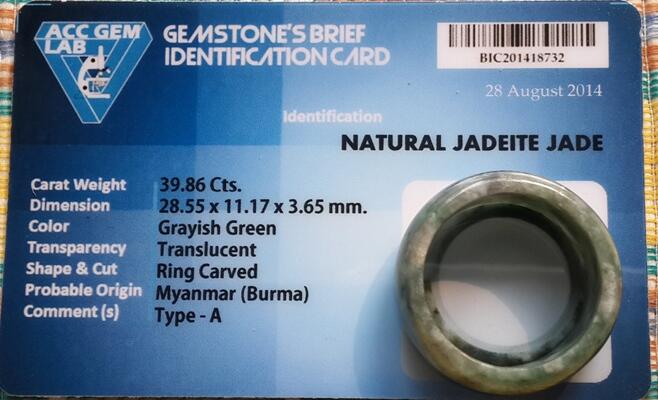 ACC GEM
LAB
GEMSTONE'S BRIEF
IDENTIFICATION CARD
BIC201418732
28 August 2014
Identification
NATURAL JADEITE JADE
Carat Weight 39.86 Cts.
Dimension 28.55 x 11.17 x 3.65 mm.
Color Grayish Green
Transparency Translucent
Shape & Cut Ring Carved
Probable Origin Myanmar (Burma)
Comment (s) Type - A